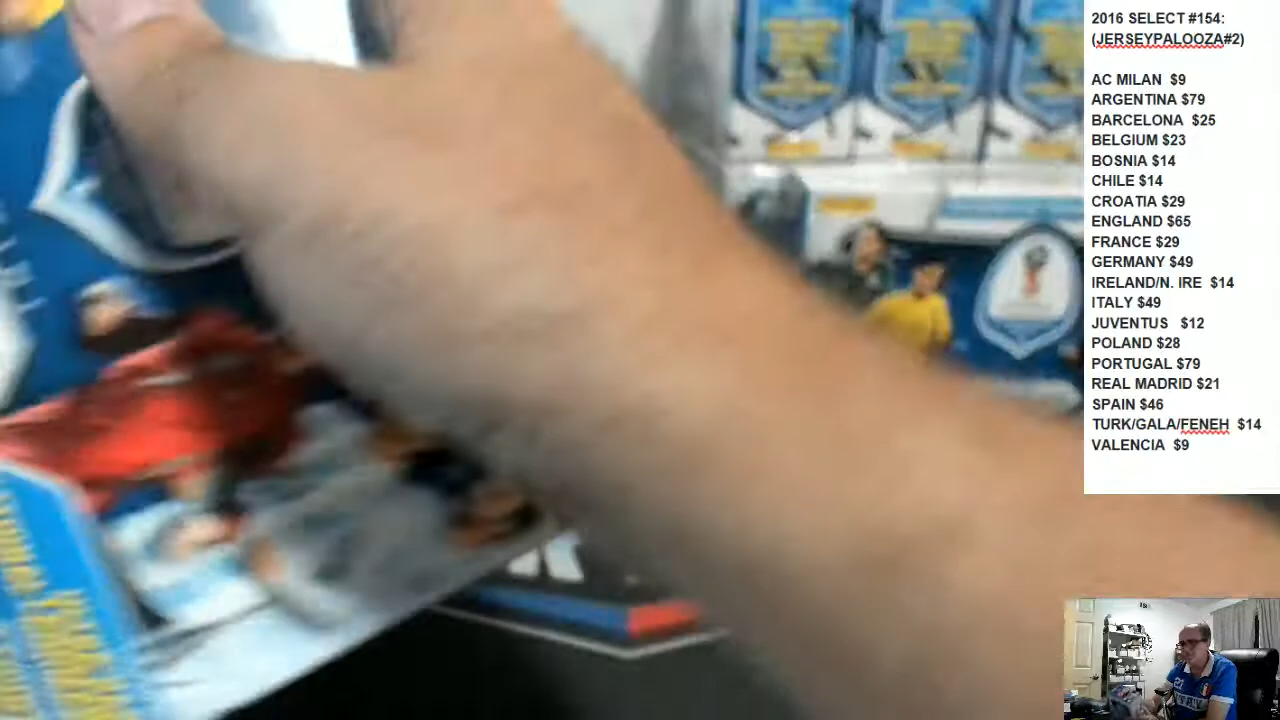 2016 SELECT #154:
(JERSEYPALOOZA#2)
AC MILAN $9
ARGENTINA $79
BARCELONA $25
BELGIUM $23
BOSNIA $14
CHILE $14
CROATIA $29
ENGLAND $65
FRANCE $29
GERMANY $49
IRELAND/N. IRE $14
ITALY $49
JUVENTUS $12
POLAND $28
PORTUGAL $79
REAL MADRID $21
SPAIN $46
TURK/GALA/FENEH $14
VALENCIA $9